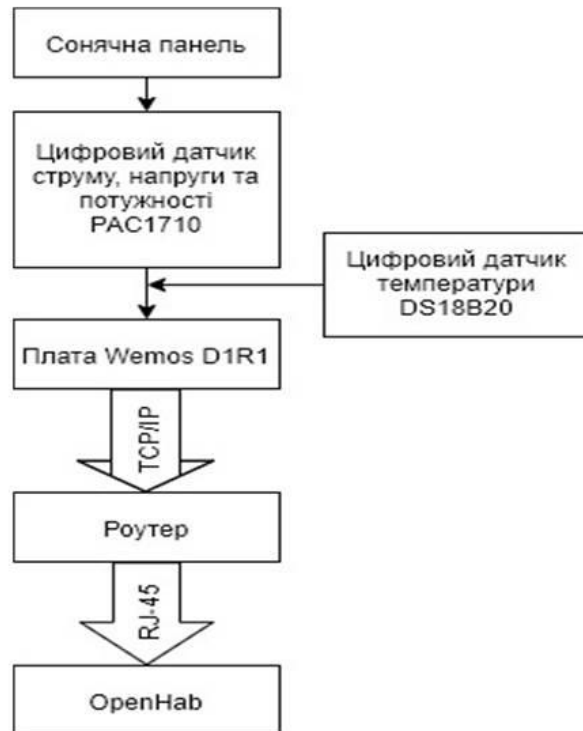 Сонячна панель
Цифровий датчик
струму, напруги та
потужності
PAC1710
Цифровий датчик
температури
DS18B20
Плата Wemos D1R1
TCP/IP
Роутер
RJ-45
OpenHab